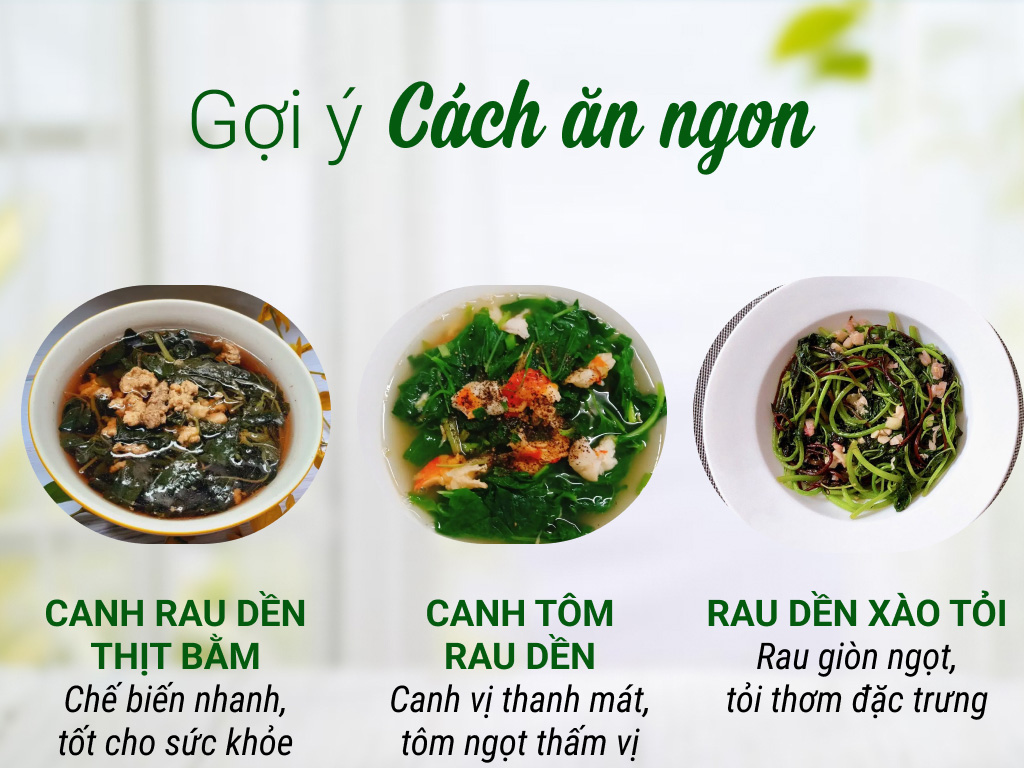 Gợi ý Cách ăn ngon
CANH RAU DỀN
THỊT BẰM
Chế biến nhanh,
tốt cho sức khỏe
CANH TÔM
RAU DỀN
Canh vị thanh mát,
tôm ngọt thấm vị
RAU DỀN XÀO TỎI
Rau giòn ngọt,
tỏi thơm đặc trưng